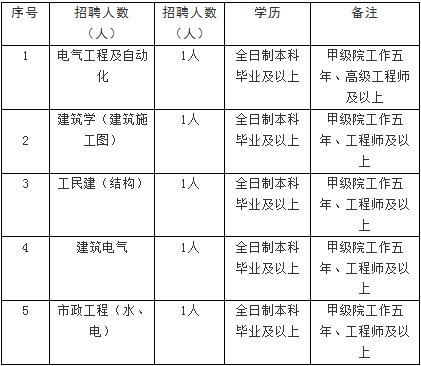 序号 招聘人数（人） 招聘人数（人） 学历 备注
1 电气工程及自动化 1人 全日制本科毕业及以上 甲级院工作五年、高级工程师及以上
2 建筑学（建筑施工图） 1人 全日制本科毕业及以上 甲级院工作五年、工程师及以上
3 工民建（结构） 1人 全日制本科毕业及以上 甲级院工作五年、工程师及以上
4 建筑电气 1人 全日制本科毕业及以上 甲级院工作五年、工程师及以上
5 市政工程（水、电） 1人 全日制本科毕业及以上 甲级院工作五年、工程师及以上